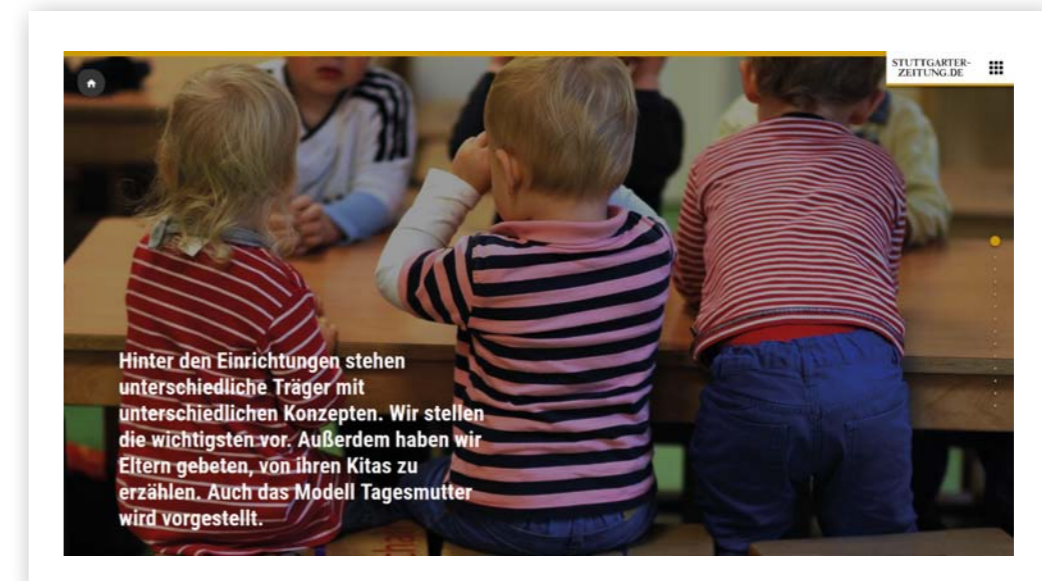 STUTTGARTER-
ZEITUNG.DE
Hinter den Einrichtungen stehen
unterschiedliche Träger mit
unterschiedlichen Konzepten. Wir stellen
die wichtigsten vor. Außerdem haben wir
Eltern gebeten, von ihren Kitas zu
erzählen. Auch das Modell Tagesmutter
wird vorgestellt.